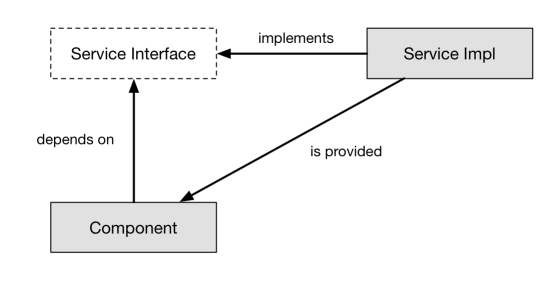 implements
Service Interface
Service Impl
depends on
is provided
Component